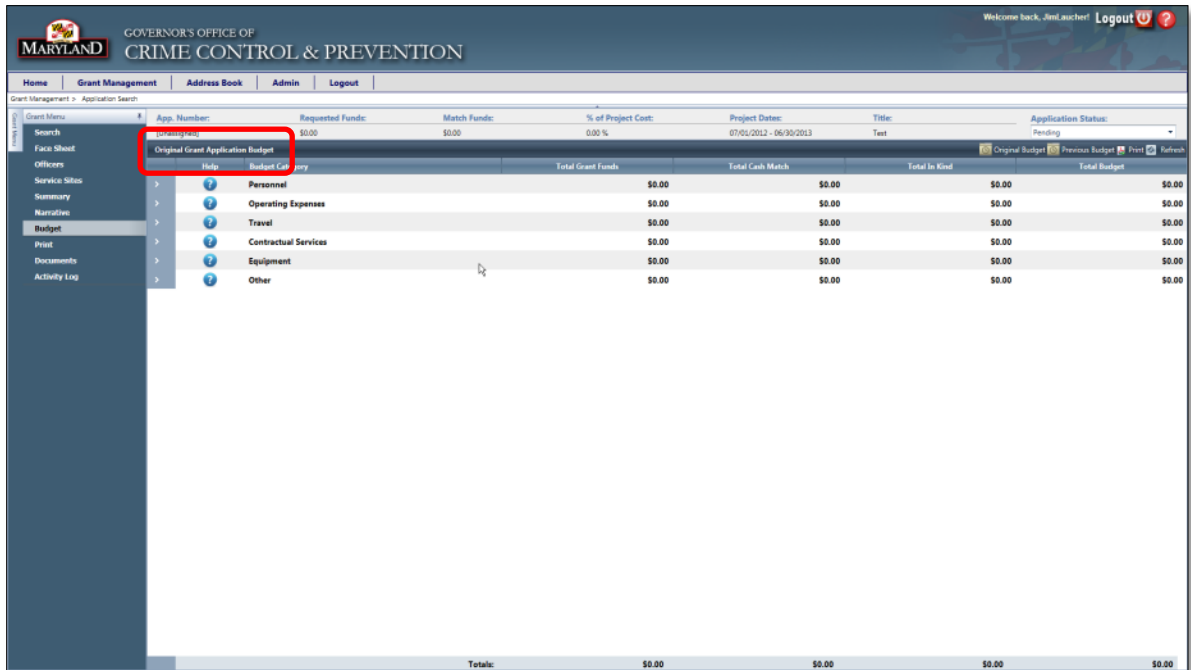 Welcome back, JimLaucher! Logout
MARYLAND
GOVERNOR'S OFFICE OF
CRIME CONTROL & PREVENTION
Home Grant Management Address Book Admin Logout
Grant Management > Application Search
Grant Menu
Grant Menu
Search
Face Sheet
Officers
Service Sites
Summary
Narrative
Budget
Print
Documents
Activity Log
App. Number: Requested Funds: Match Funds: % of Project Cost: Project Dates: Title: Application Status:
[Unassigned] $0.00 $0.00 0.00 % 07/01/2012 - 06/30/2013 Test Pending
Original Grant Application Budget Original Budget Previous Budget Print Refresh
Help Budget Category Total Grant Funds Total Cash Match Total In Kind Total Budget
> ? Personnel $0.00 $0.00 $0.00 $0.00
> ? Operating Expenses $0.00 $0.00 $0.00 $0.00
> ? Travel $0.00 $0.00 $0.00 $0.00
> ? Contractual Services $0.00 $0.00 $0.00 $0.00
> ? Equipment $0.00 $0.00 $0.00 $0.00
> ? Other $0.00 $0.00 $0.00 $0.00
Totals: $0.00 $0.00 $0.00 $0.00